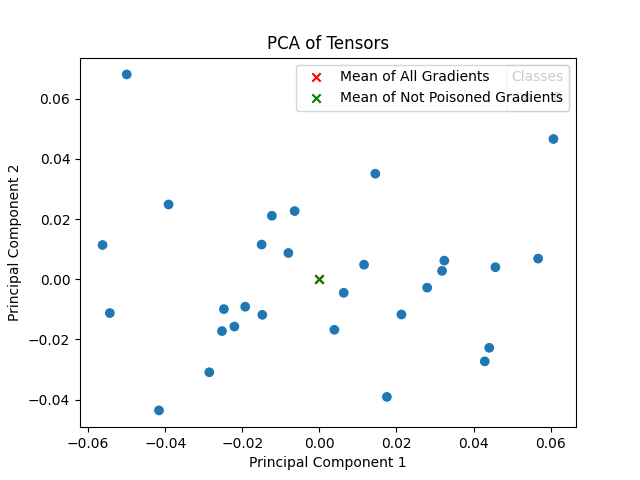 PCA of Tensors
Classes
Mean of All Gradients
Mean of Not Poisoned Gradients
Principal Component 2
0.06
0.04
0.02
0.00
−0.02
−0.04
−0.06
−0.04
−0.02
0.00
0.02
0.04
0.06
Principal Component 1